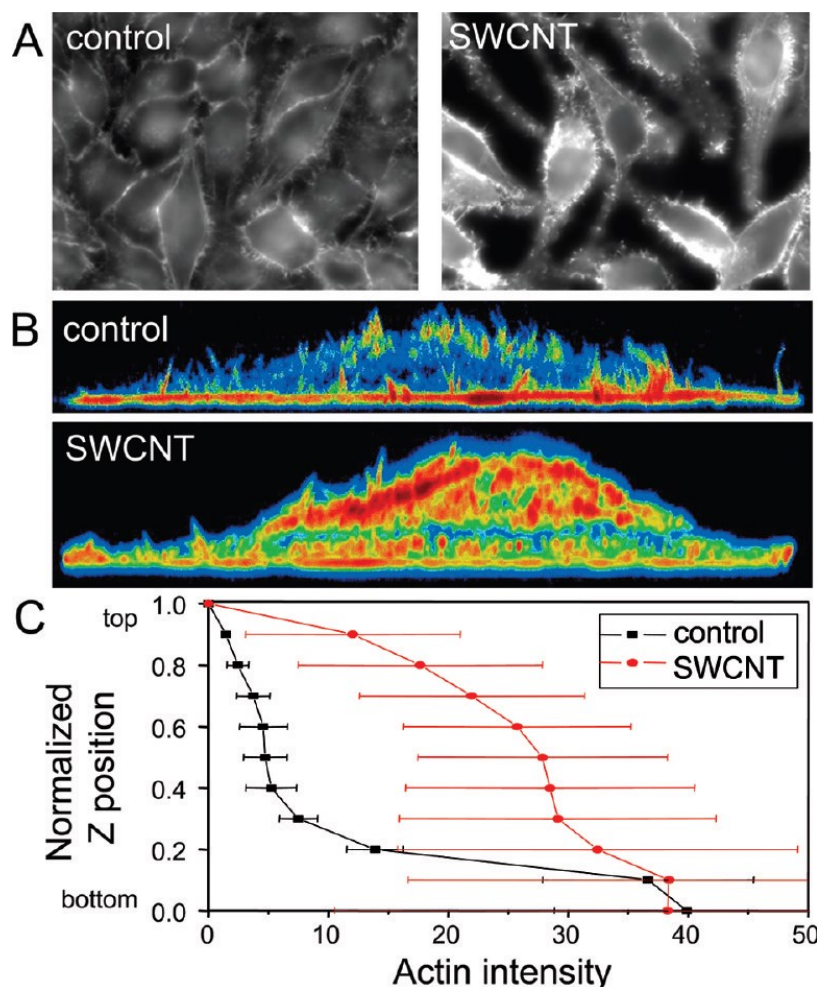 A
control
SWCNT
B
control
SWCNT
C
top
bottom
Normalized
Z position
1.0
0.8
0.6
0.4
0.2
0.0
control
SWCNT
0 10 20 30 40 50
Actin intensity